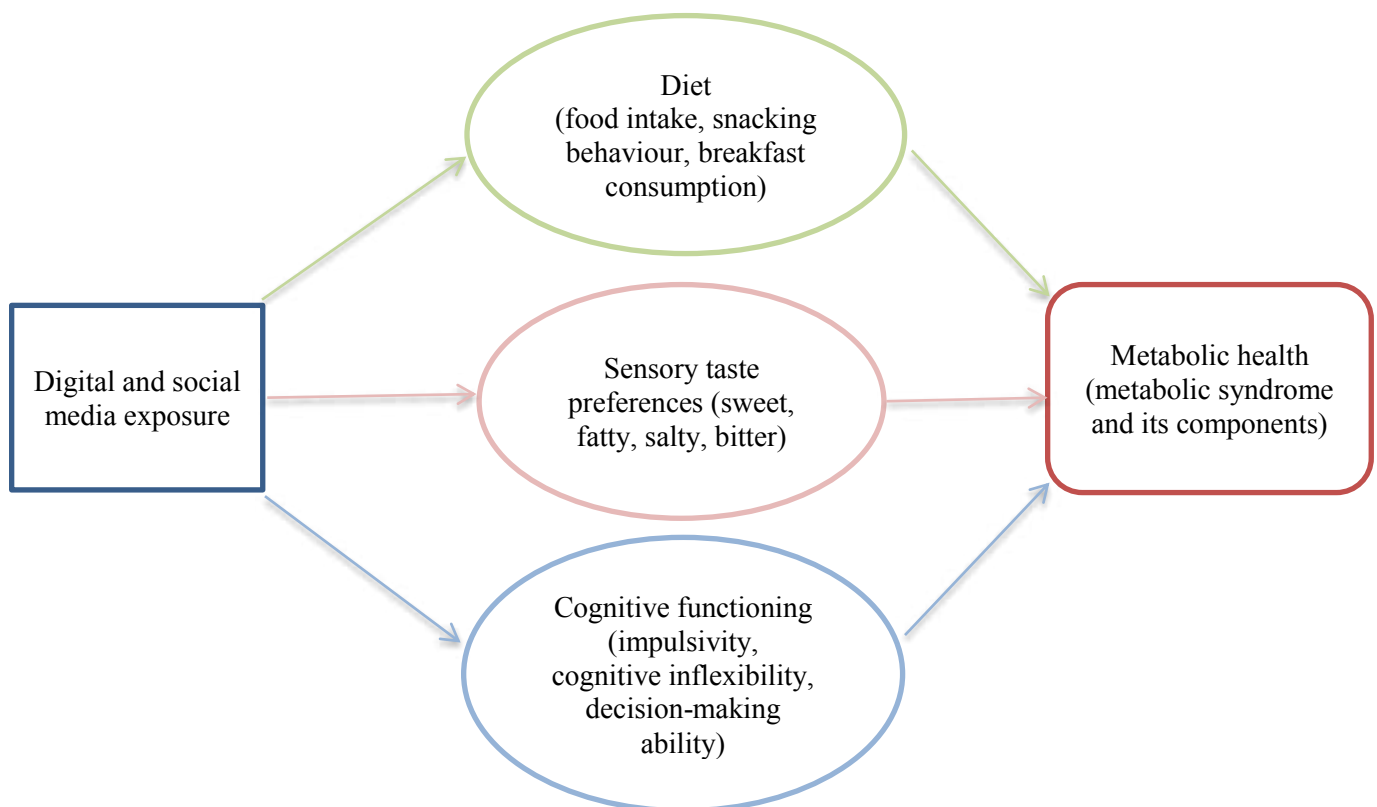 Diet
(food intake, snacking
behaviour, breakfast
consumption)
Digital and social
media exposure
Sensory taste
preferences (sweet,
fatty, salty, bitter)
Metabolic health
(metabolic syndrome
and its components)
Cognitive functioning
(impulsivity,
cognitive inflexibility,
decision-making
ability)